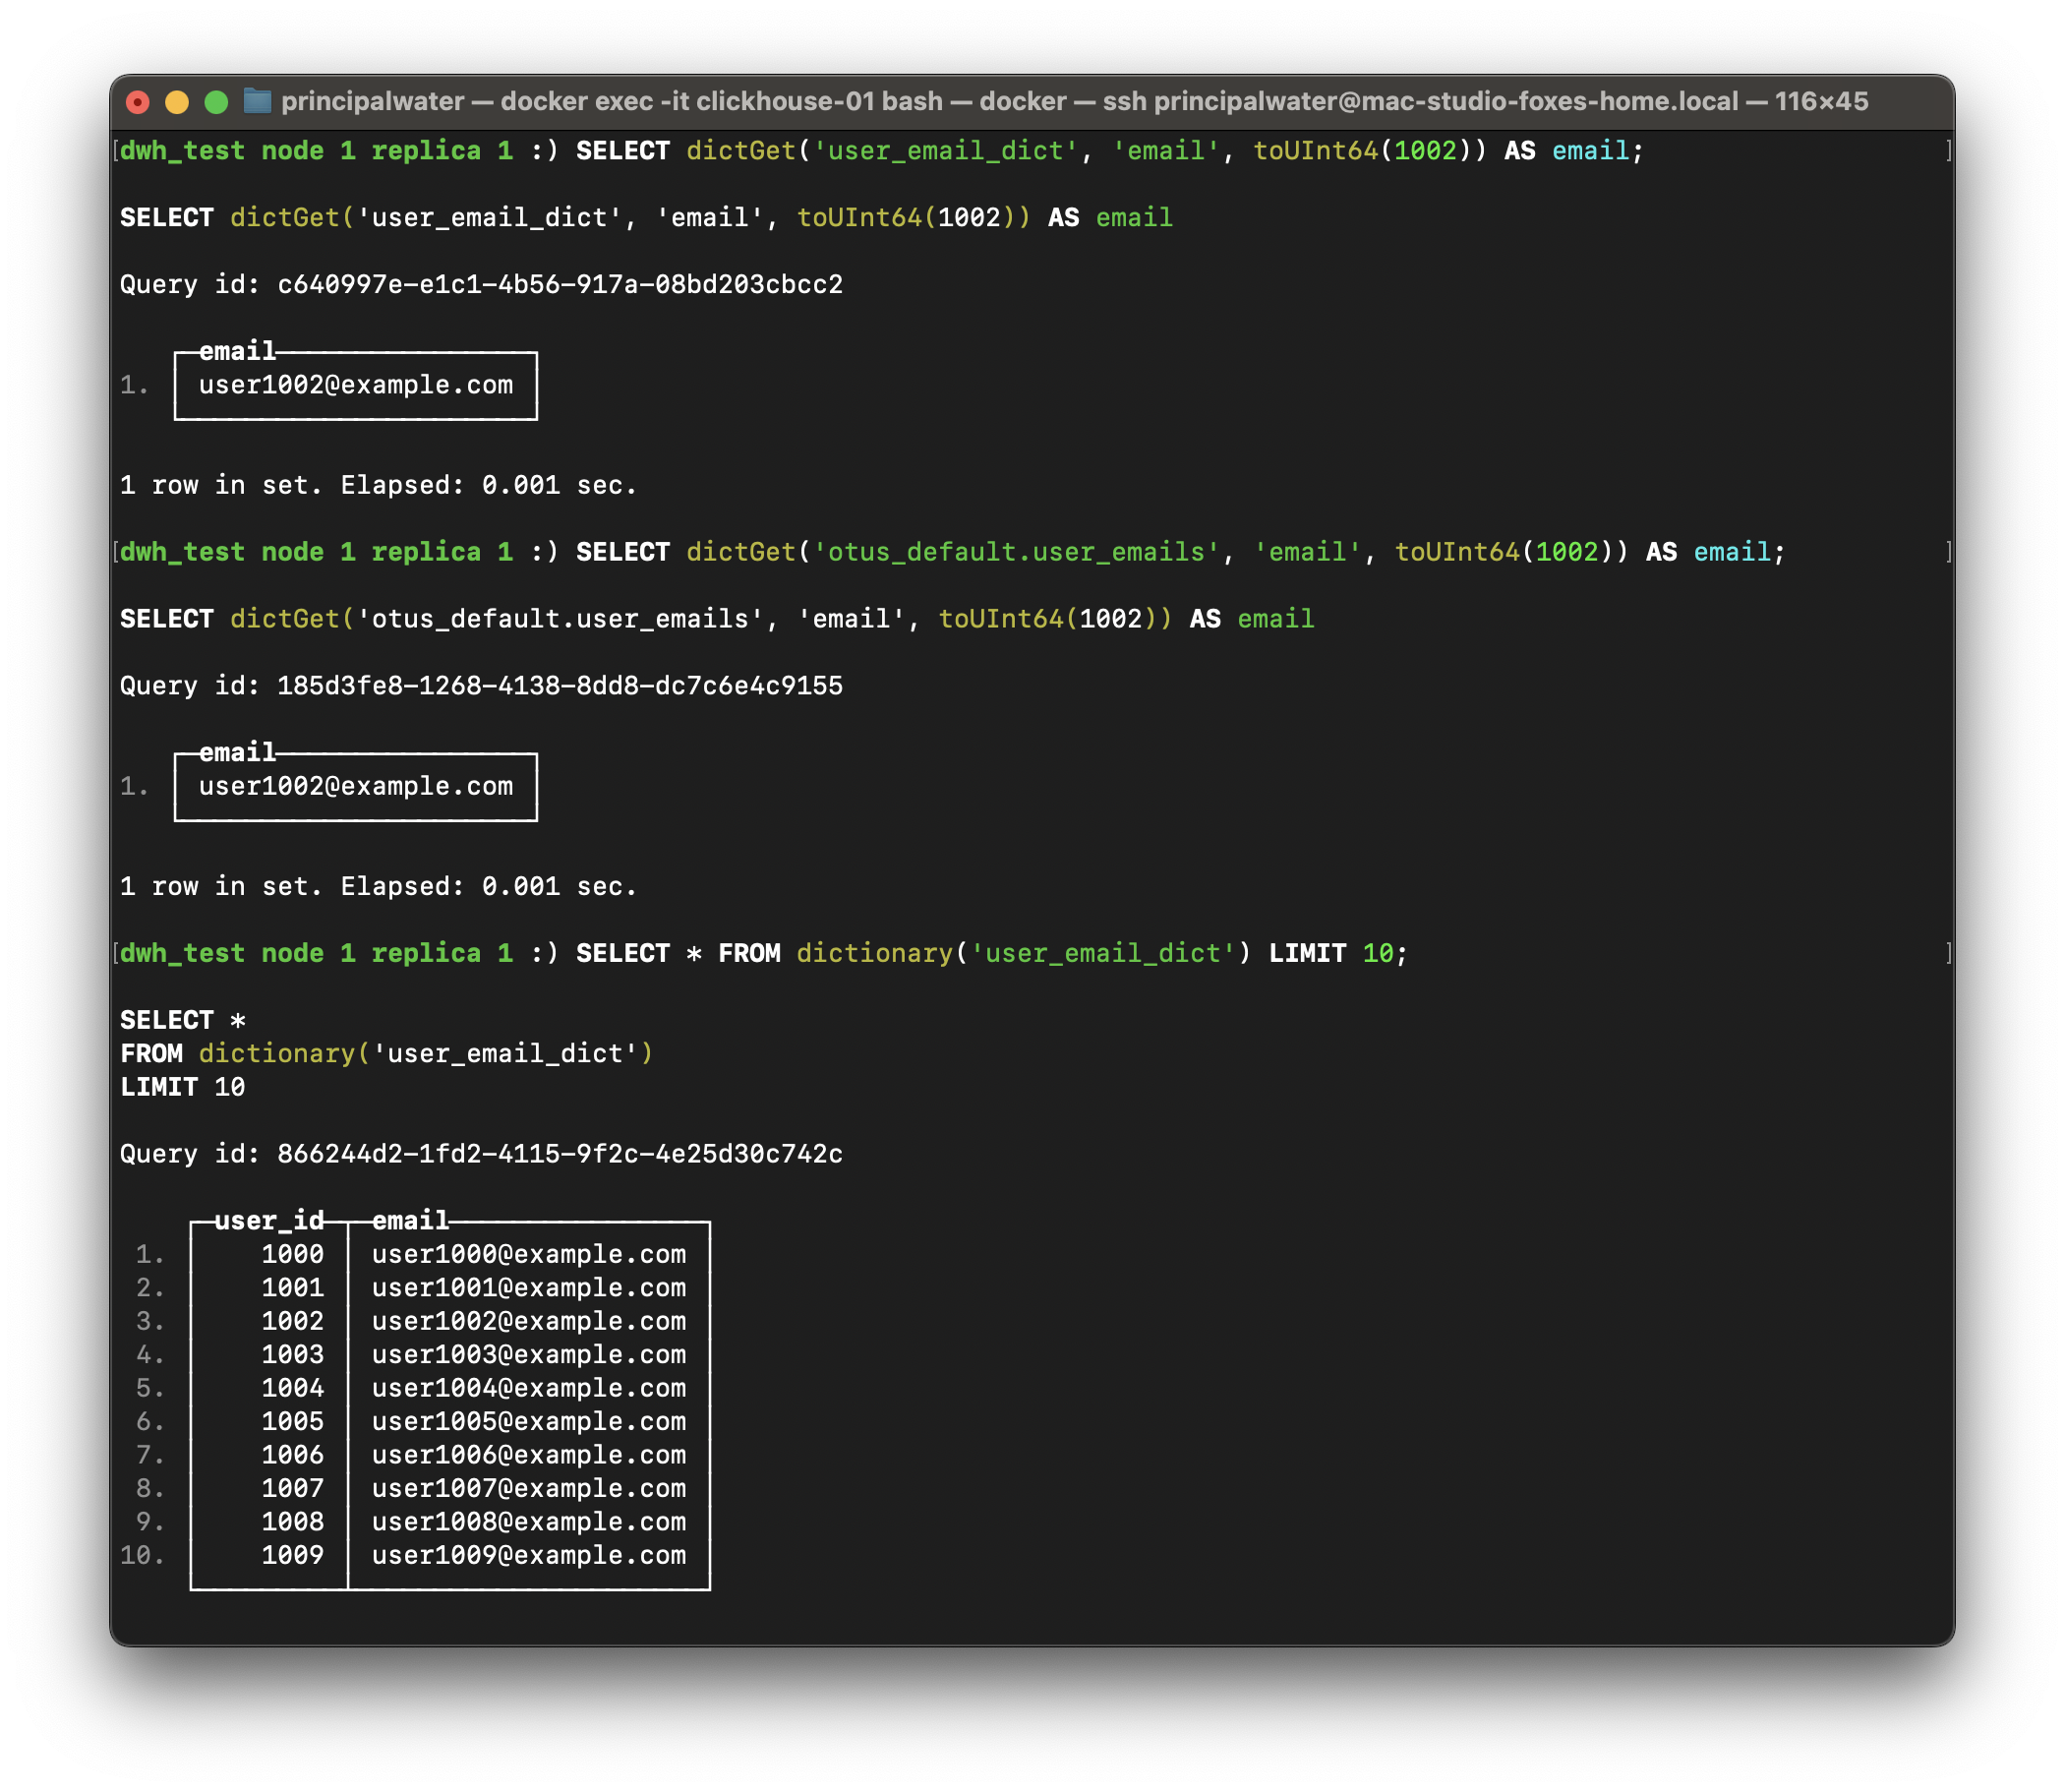 principalwater — docker exec -it clickhouse-01 bash — docker — ssh principalwater@mac-studio-foxes-home.local — 116×45
[dwh_test node 1 replica 1 :) SELECT dictGet('user_email_dict', 'email', toUInt64(1002)) AS email; ]
SELECT dictGet('user_email_dict', 'email', toUInt64(1002)) AS email
Query id: c640997e-e1c1-4b56-917a-08bd203cbcc2
email
1. user1002@example.com
1 row in set. Elapsed: 0.001 sec.
[dwh_test node 1 replica 1 :) SELECT dictGet('otus_default.user_emails', 'email', toUInt64(1002)) AS email; ]
SELECT dictGet('otus_default.user_emails', 'email', toUInt64(1002)) AS email
Query id: 185d3fe8-1268-4138-8dd8-dc7c6e4c9155
email
1. user1002@example.com
1 row in set. Elapsed: 0.001 sec.
[dwh_test node 1 replica 1 :) SELECT * FROM dictionary('user_email_dict') LIMIT 10; ]
SELECT *
FROM dictionary('user_email_dict')
LIMIT 10
Query id: 866244d2-1fd2-4115-9f2c-4e25d30c742c
user_id email
1. 1000 user1000@example.com
2. 1001 user1001@example.com
3. 1002 user1002@example.com
4. 1003 user1003@example.com
5. 1004 user1004@example.com
6. 1005 user1005@example.com
7. 1006 user1006@example.com
8. 1007 user1007@example.com
9. 1008 user1008@example.com
10. 1009 user1009@example.com